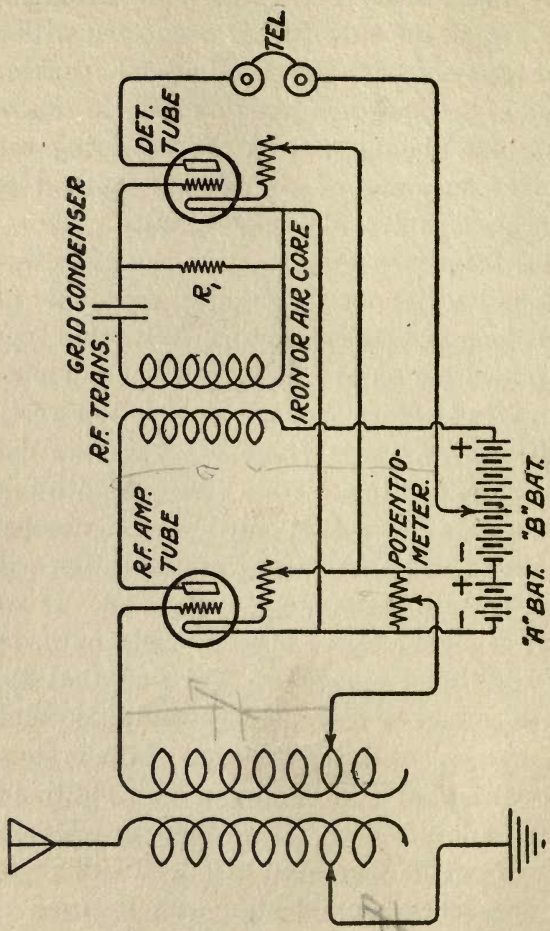 TEL
DET.
TUBE
GRID CONDENSER
R.F. TRANS.
R₁
IRON OR AIR CORE
R.F. AMP.
TUBE
POTENTIO-
METER.
- + - +
"A" BAT. "B" BAT.